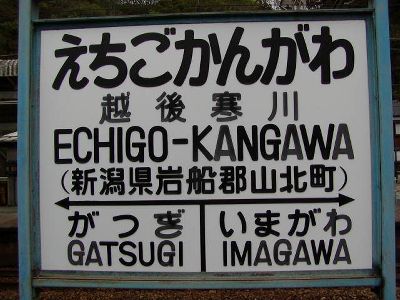 えちごかんがわ
越後寒川
ECHIGO-KANGAWA
(新潟県岩船郡山北町)
がつぎ いまがわ
GATSUGI IMAGAWA